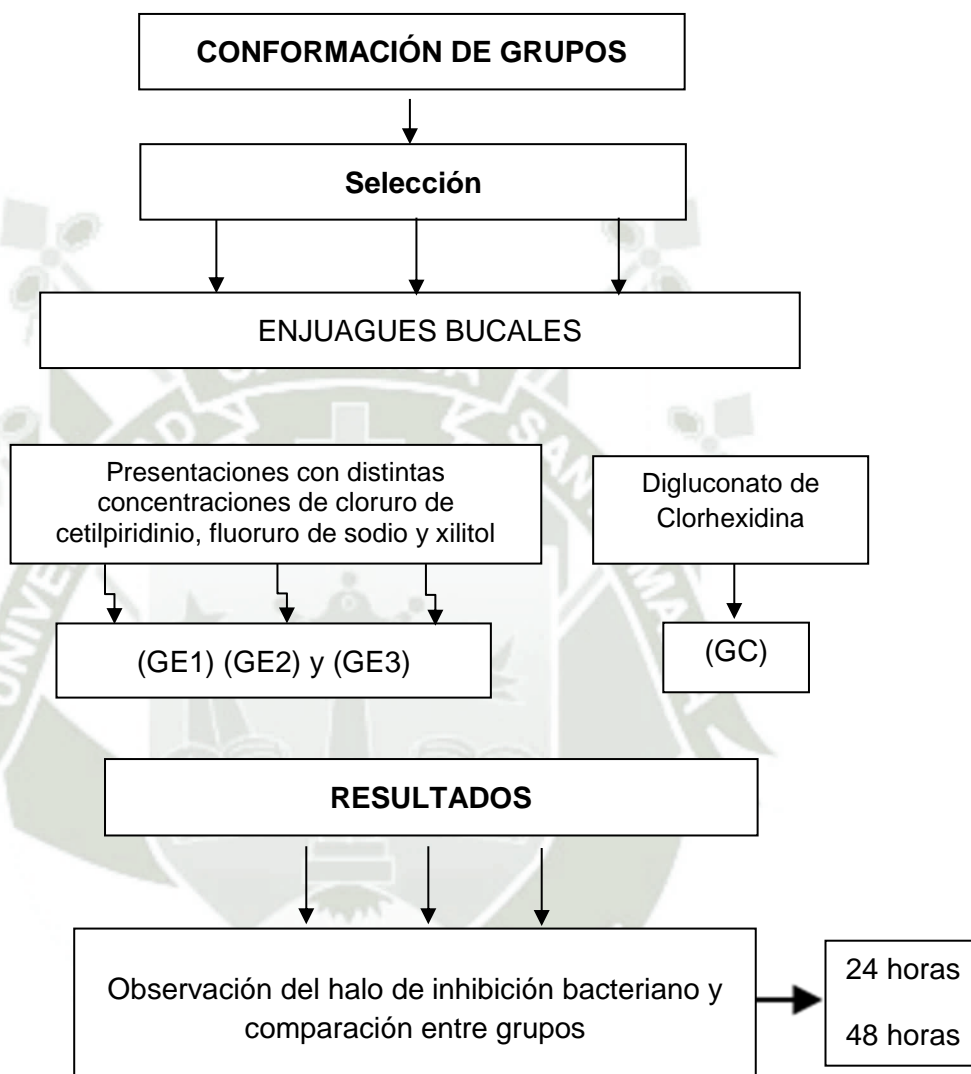 CONFORMACIÓN DE GRUPOS
Selección
ENJUAGUES BUCALES
Presentaciones con distintas
concentraciones de cloruro de
cetilpiridinio, fluoruro de sodio y xilitol
Digluconato de
Clorhexidina
(GE1) (GE2) y (GE3)
(GC)
RESULTADOS
Observación del halo de inhibición bacteriano y
comparación entre grupos
24 horas
48 horas